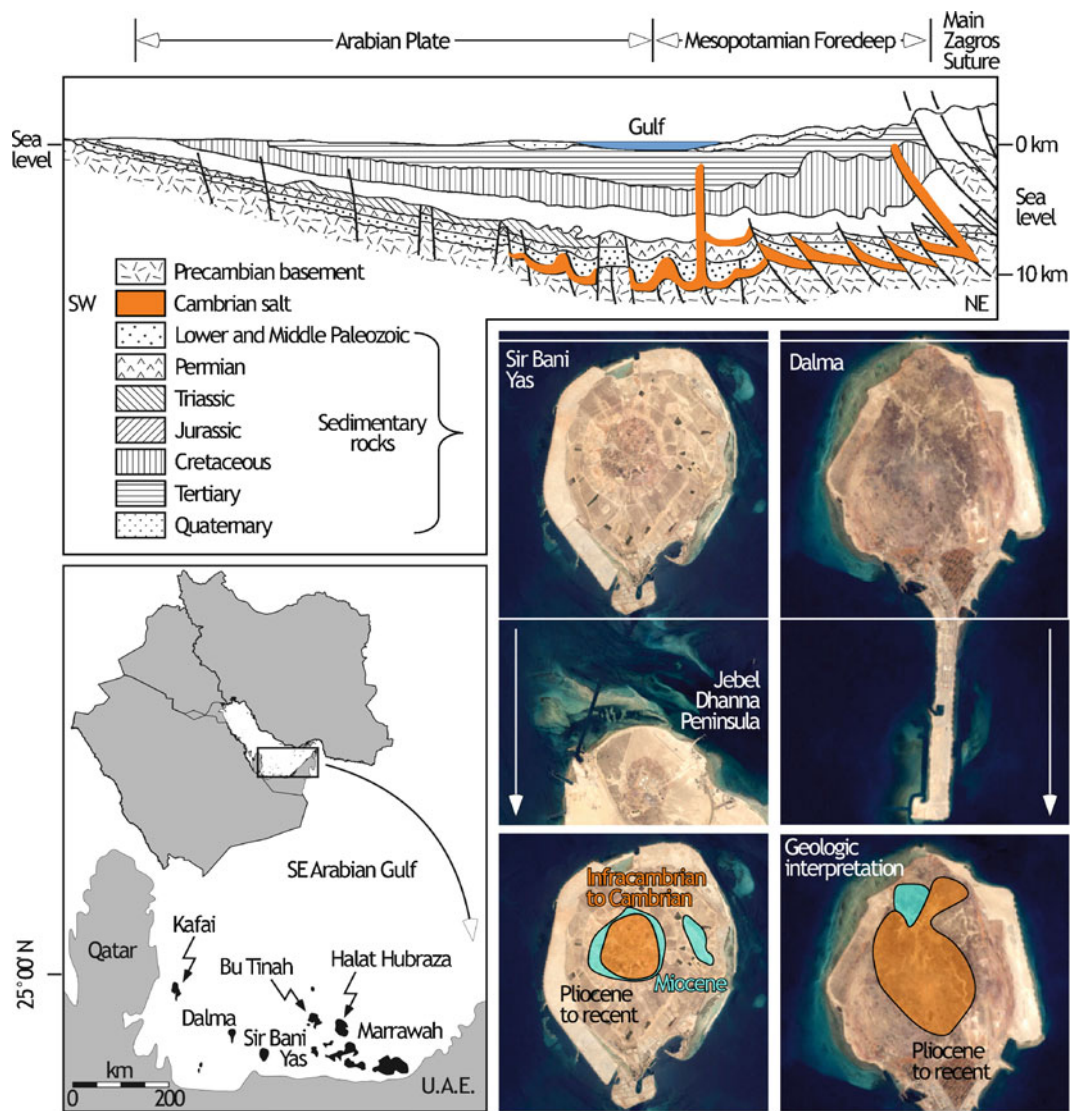 Arabian Plate
Mesopotamian Foredeep
Main
Zagros
Suture
Sea
level
Gulf
0 km
Sea
level
10 km
SW
NE
Precambian basement
Cambrian salt
Lower and Middle Paleozoic
Permian
Triassic
Jurassic
Cretaceous
Tertiary
Quaternary
Sedimentary
rocks
Sir Bani
Yas
Dalma
Jebel
Dhanna
Peninsula
SE Arabian Gulf
Qatar
Kafai
25°00'N
Bu Tinah
Halat Hubraza
Dalma
Sir Bani
Yas
Marrawah
km
0
200
U.A.E.
Infracambrian
to Cambrian
Miocene
Pliocene
to recent
Geologic
interpretation
Pliocene
to recent